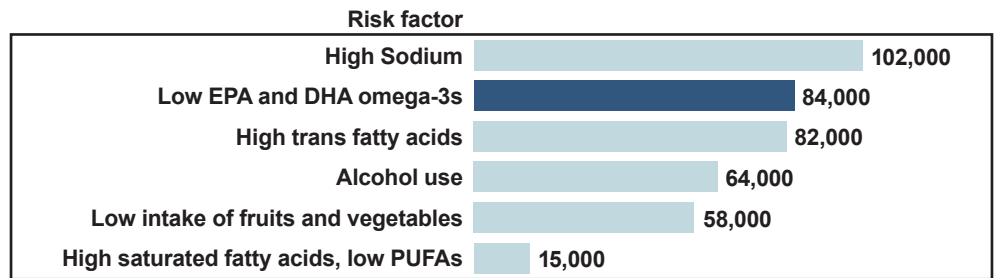 Risk factor
High Sodium 102,000
Low EPA and DHA omega-3s 84,000
High trans fatty acids 82,000
Alcohol use 64,000
Low intake of fruits and vegetables 58,000
High saturated fatty acids, low PUFAs 15,000